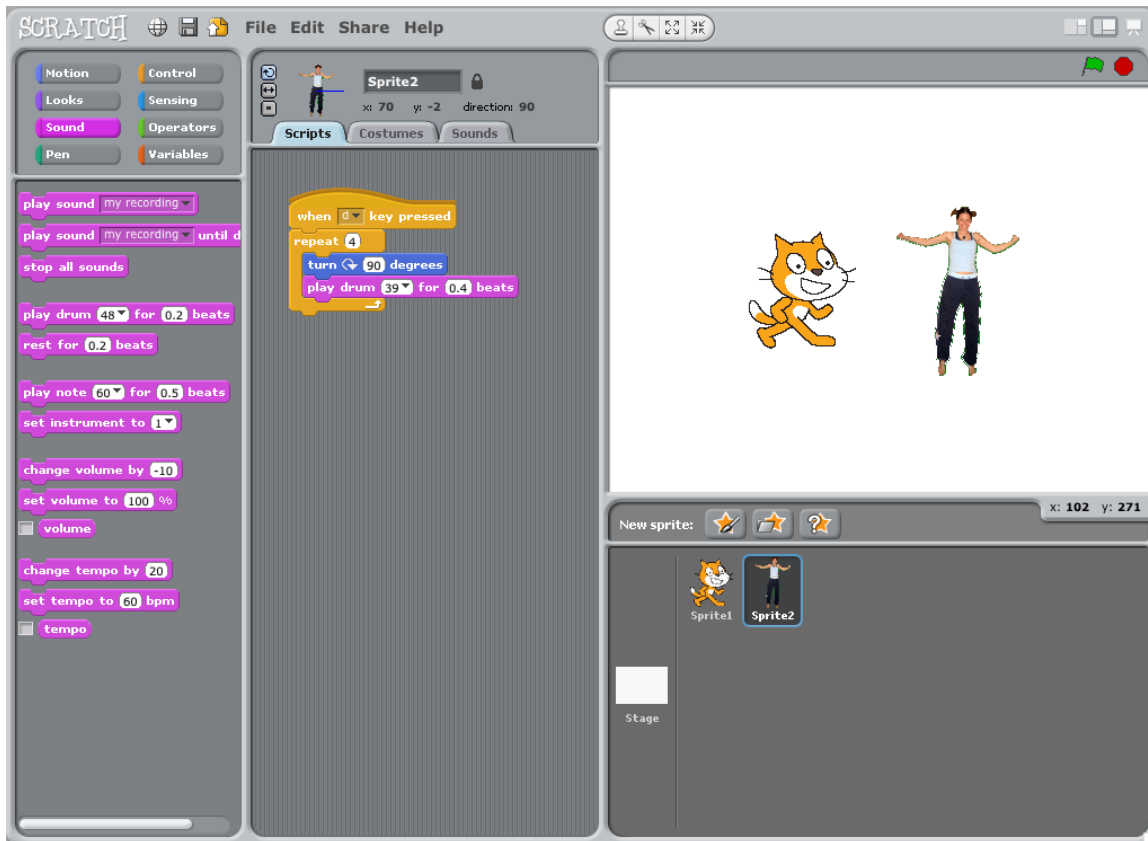 SCRATCH File Edit Share Help
Motion Control
Looks Sensing
Sound Operators
Pen Variables
play sound my recording
play sound my recording until d
stop all sounds
play drum 48 for 0.2 beats
rest for 0.2 beats
play note 60 for 0.5 beats
set instrument to 1
change volume by -10
set volume to 100 %
volume
change tempo by 20
set tempo to 60 bpm
tempo
Sprite2
x: 70 y: -2 direction: 90
Scripts Costumes Sounds
when d key pressed
repeat 4
turn 90 degrees
play drum 39 for 0.4 beats
x: 102 y: 271
New sprite:
Sprite1 Sprite2
Stage